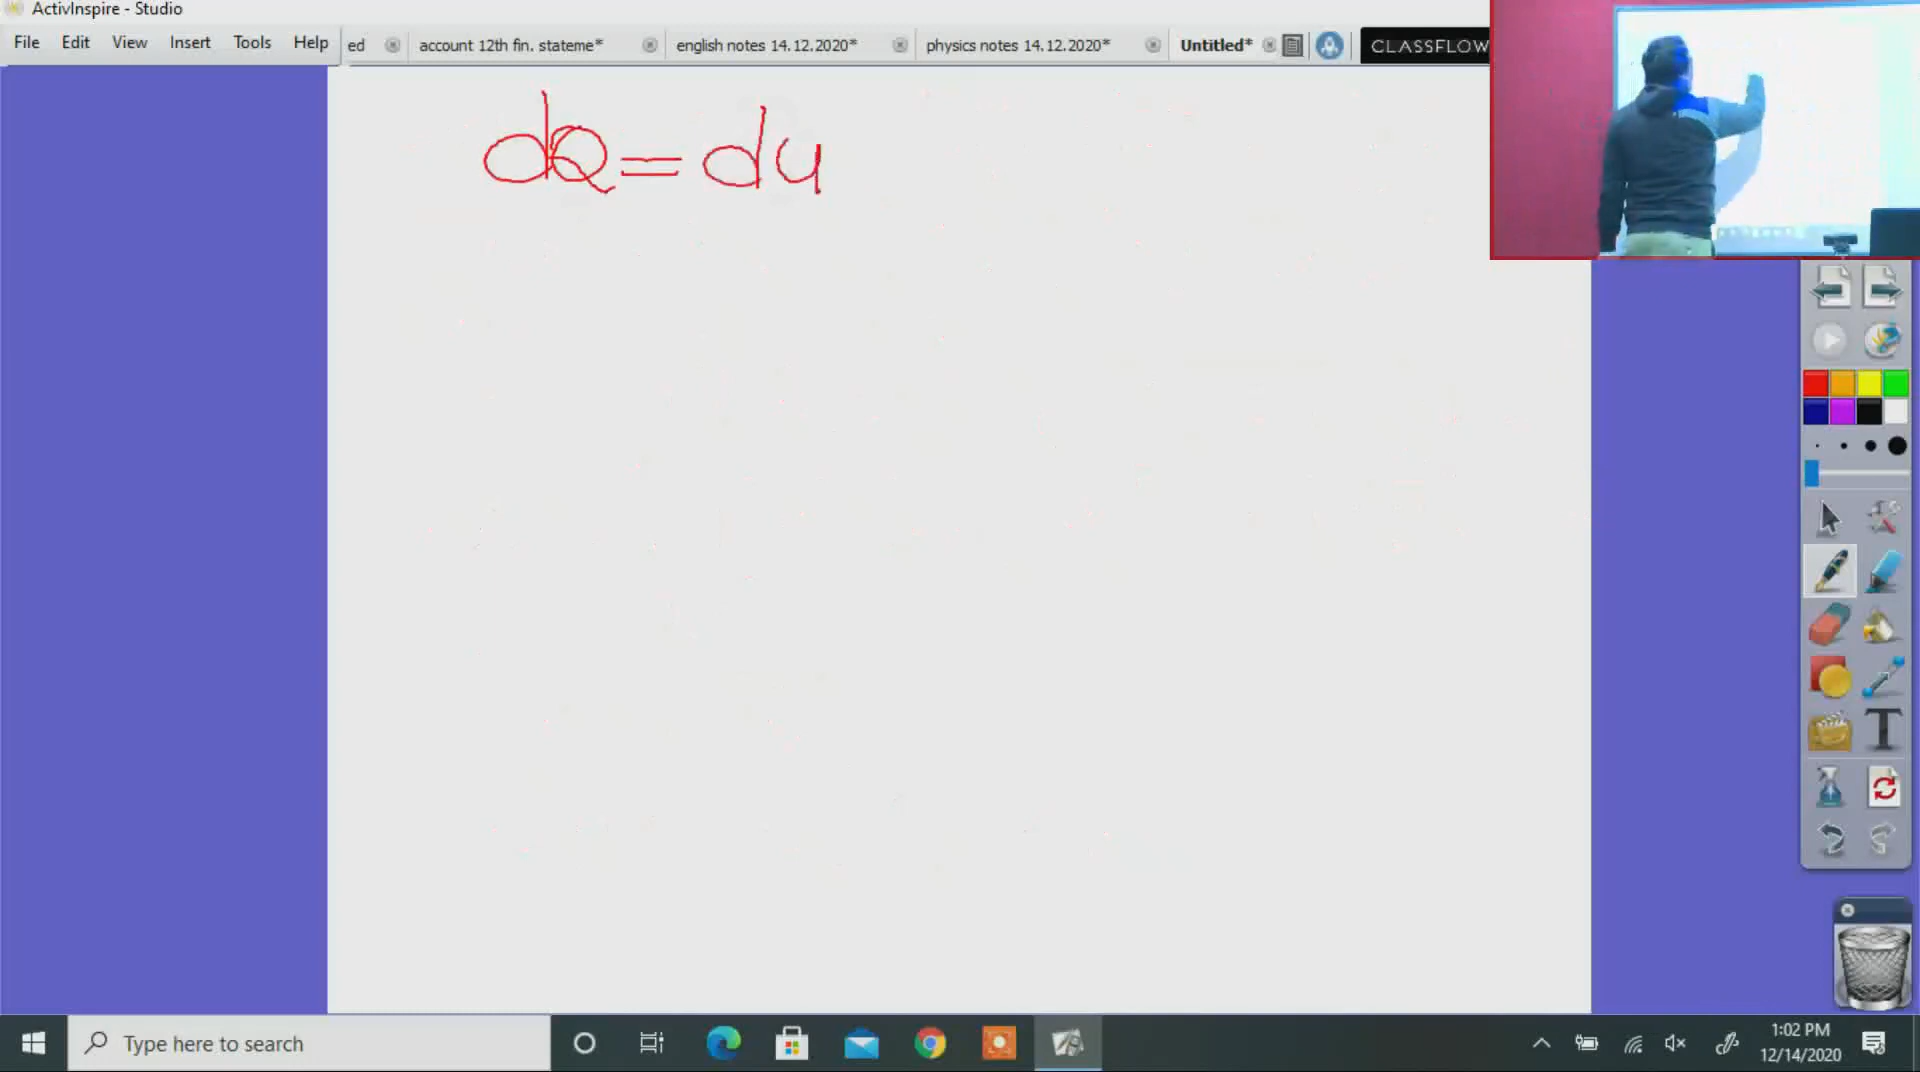 ActivInspire - Studio
File Edit View Insert Tools Help ed account 12th fin. stateme* english notes 14.12.2020* physics notes 14.12.2020* Untitled* CLASSFLOW
dQ = du
T
Type here to search
1:02 PM
12/14/2020